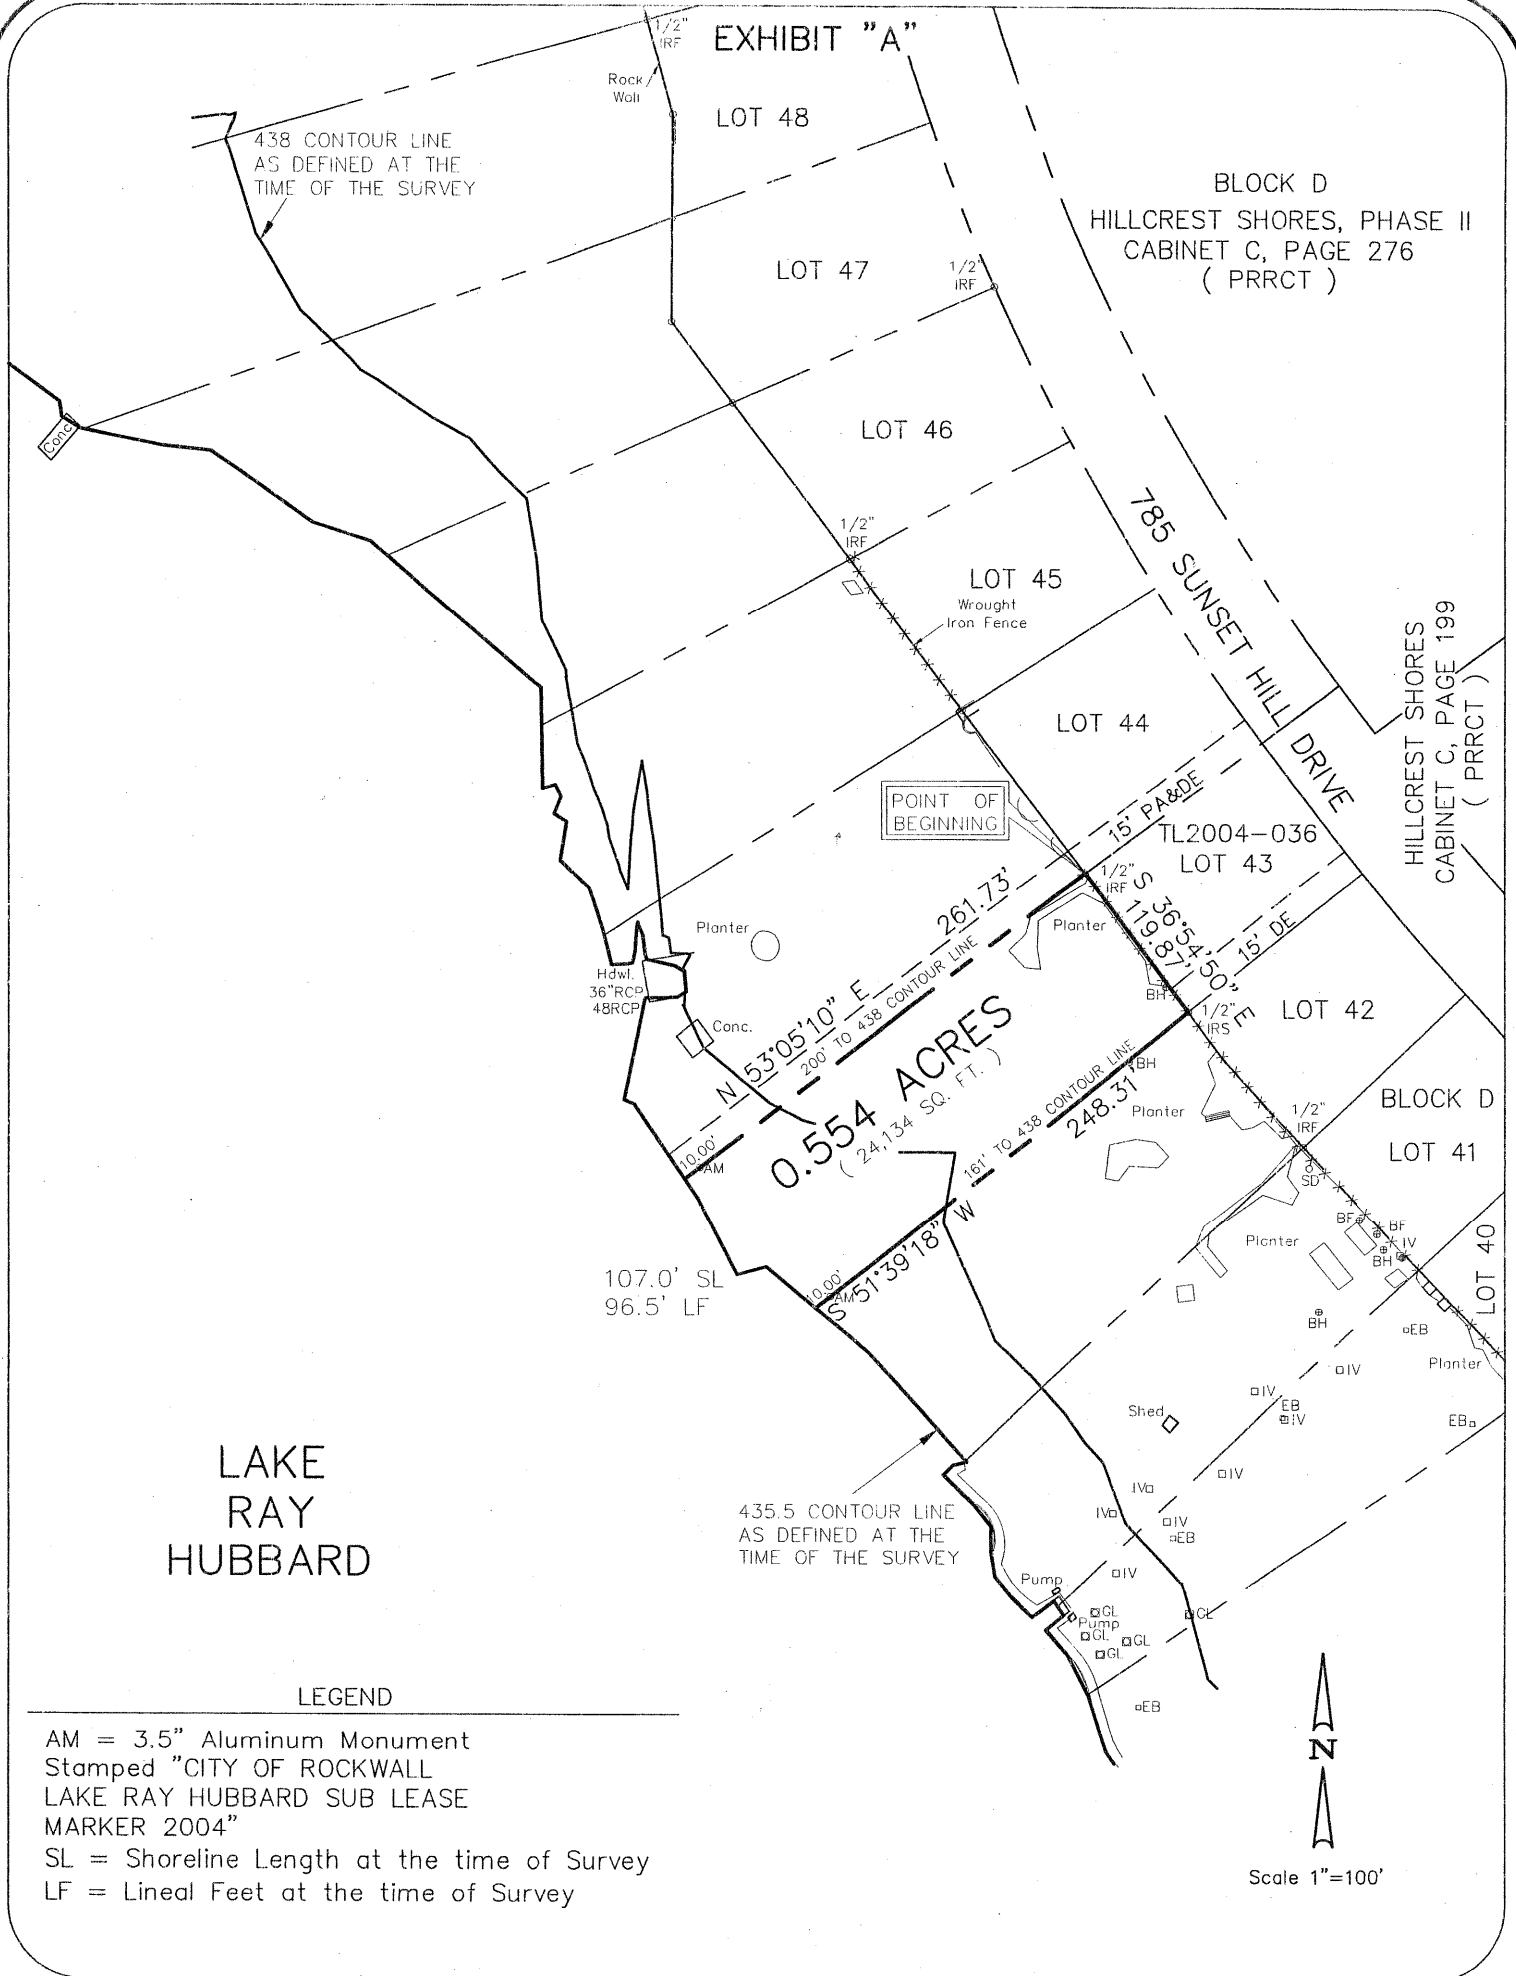 EXHIBIT "A"
1/2"
IRF
Rock
Wall
LOT 48
438 CONTOUR LINE
AS DEFINED AT THE
TIME OF THE SURVEY
BLOCK D
HILLCREST SHORES, PHASE II
CABINET C, PAGE 276
( PRRCT )
LOT 47
1/2"
IRF
Conc
LOT 46
1/2"
IRF
LOT 45
Wrought
Iron Fence
785 SUNSET HILL DRIVE
HILLCREST SHORES
CABINET C, PAGE 199
( PRRCT )
LOT 44
POINT OF
BEGINNING
15' PA&DE
TL2004-036
LOT 43
1/2"
IRF
S 36°54'50" E
119.87'
15' DE
Planter
Planter
BH
Hdwl.
36"RCP
48RCP
Conc.
N 53°05'10" E 261.73'
200' TO 438 CONTOUR LINE
0.554 ACRES
( 24,134 SQ. FT. )
1/2"
IRS
LOT 42
BH
161' TO 438 CONTOUR LINE
248.31'
S 51°39'18" W
Planter
1/2"
IRF
BLOCK D
LOT 41
10.00'
AM
10.00'
AM
SD
BF
BF
IV
BH
LOT 40
Planter
107.0' SL
96.5' LF
BH
EB
Planter
IV
IV
EB
IV
EB
Shed
IV
IV
IV
IV
EB
435.5 CONTOUR LINE
AS DEFINED AT THE
TIME OF THE SURVEY
LAKE
RAY
HUBBARD
IV
Pump
GL
Pump
GL
GL
GL
GL
EB
LEGEND
AM = 3.5" Aluminum Monument
Stamped "CITY OF ROCKWALL
LAKE RAY HUBBARD SUB LEASE
MARKER 2004"
SL = Shoreline Length at the time of Survey
LF = Lineal Feet at the time of Survey
N
Scale 1"=100'